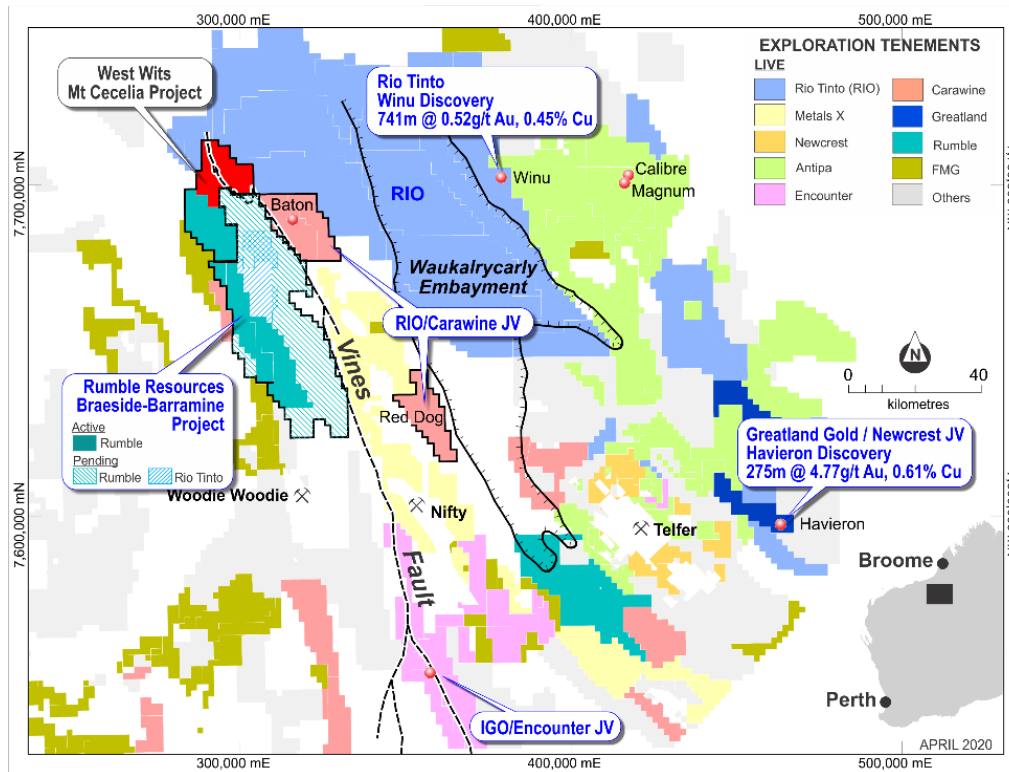 300,000 mE
400,000 mE
500,000 mE
West Wits
Mt Cecelia Project
Rio Tinto
Winu Discovery
741m @ 0.52g/t Au, 0.45% Cu
EXPLORATION TENEMENTS
LIVE
Rio Tinto (RIO)
Carawine
Metals X
Greatland
Newcrest
Rumble
Antipa
FMG
Encounter
Others
7,700,000 mN
Winu
Calibre
Magnum
RIO
Baton
Waukalrycarly
Embayment
RIO/Carawine JV
N
0
40
kilometres
Vines
Rumble Resources
Braeside-Barramine
Project
Active
Rumble
Pending
Rumble
Rio Tinto
Red Dog
Greatland Gold / Newcrest JV
Havieron Discovery
275m @ 4.77g/t Au, 0.61% Cu
Woodie Woodie
Nifty
Telfer
Havieron
7,600,000 mN
Fault
Broome
Perth
IGO/Encounter JV
APRIL 2020
300,000 mE
400,000 mE
500,000 mE